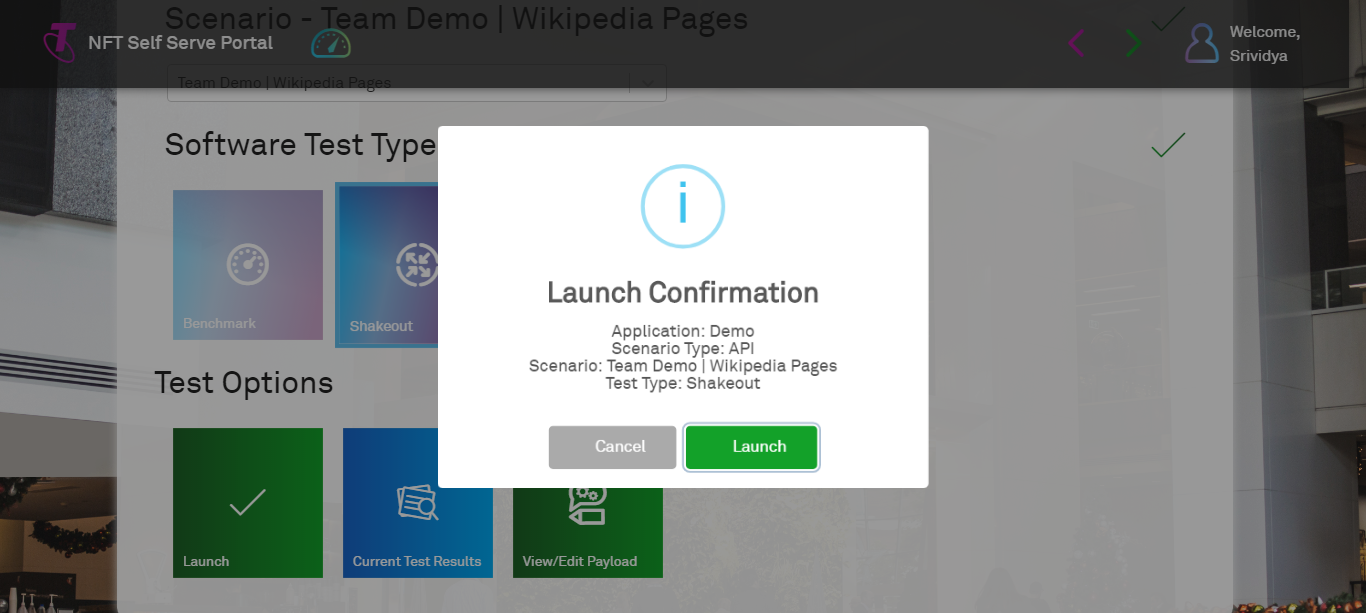 Scenario - Team Demo | Wikipedia Pages
NFT Self Serve Portal
Welcome,
Srividya
Team Demo | Wikipedia Pages
Software Test Type
Benchmark
Shakeout
i
Launch Confirmation
Application: Demo
Scenario Type: API
Scenario: Team Demo | Wikipedia Pages
Test Type: Shakeout
Cancel
Launch
Test Options
Launch
Current Test Results
View/Edit Payload